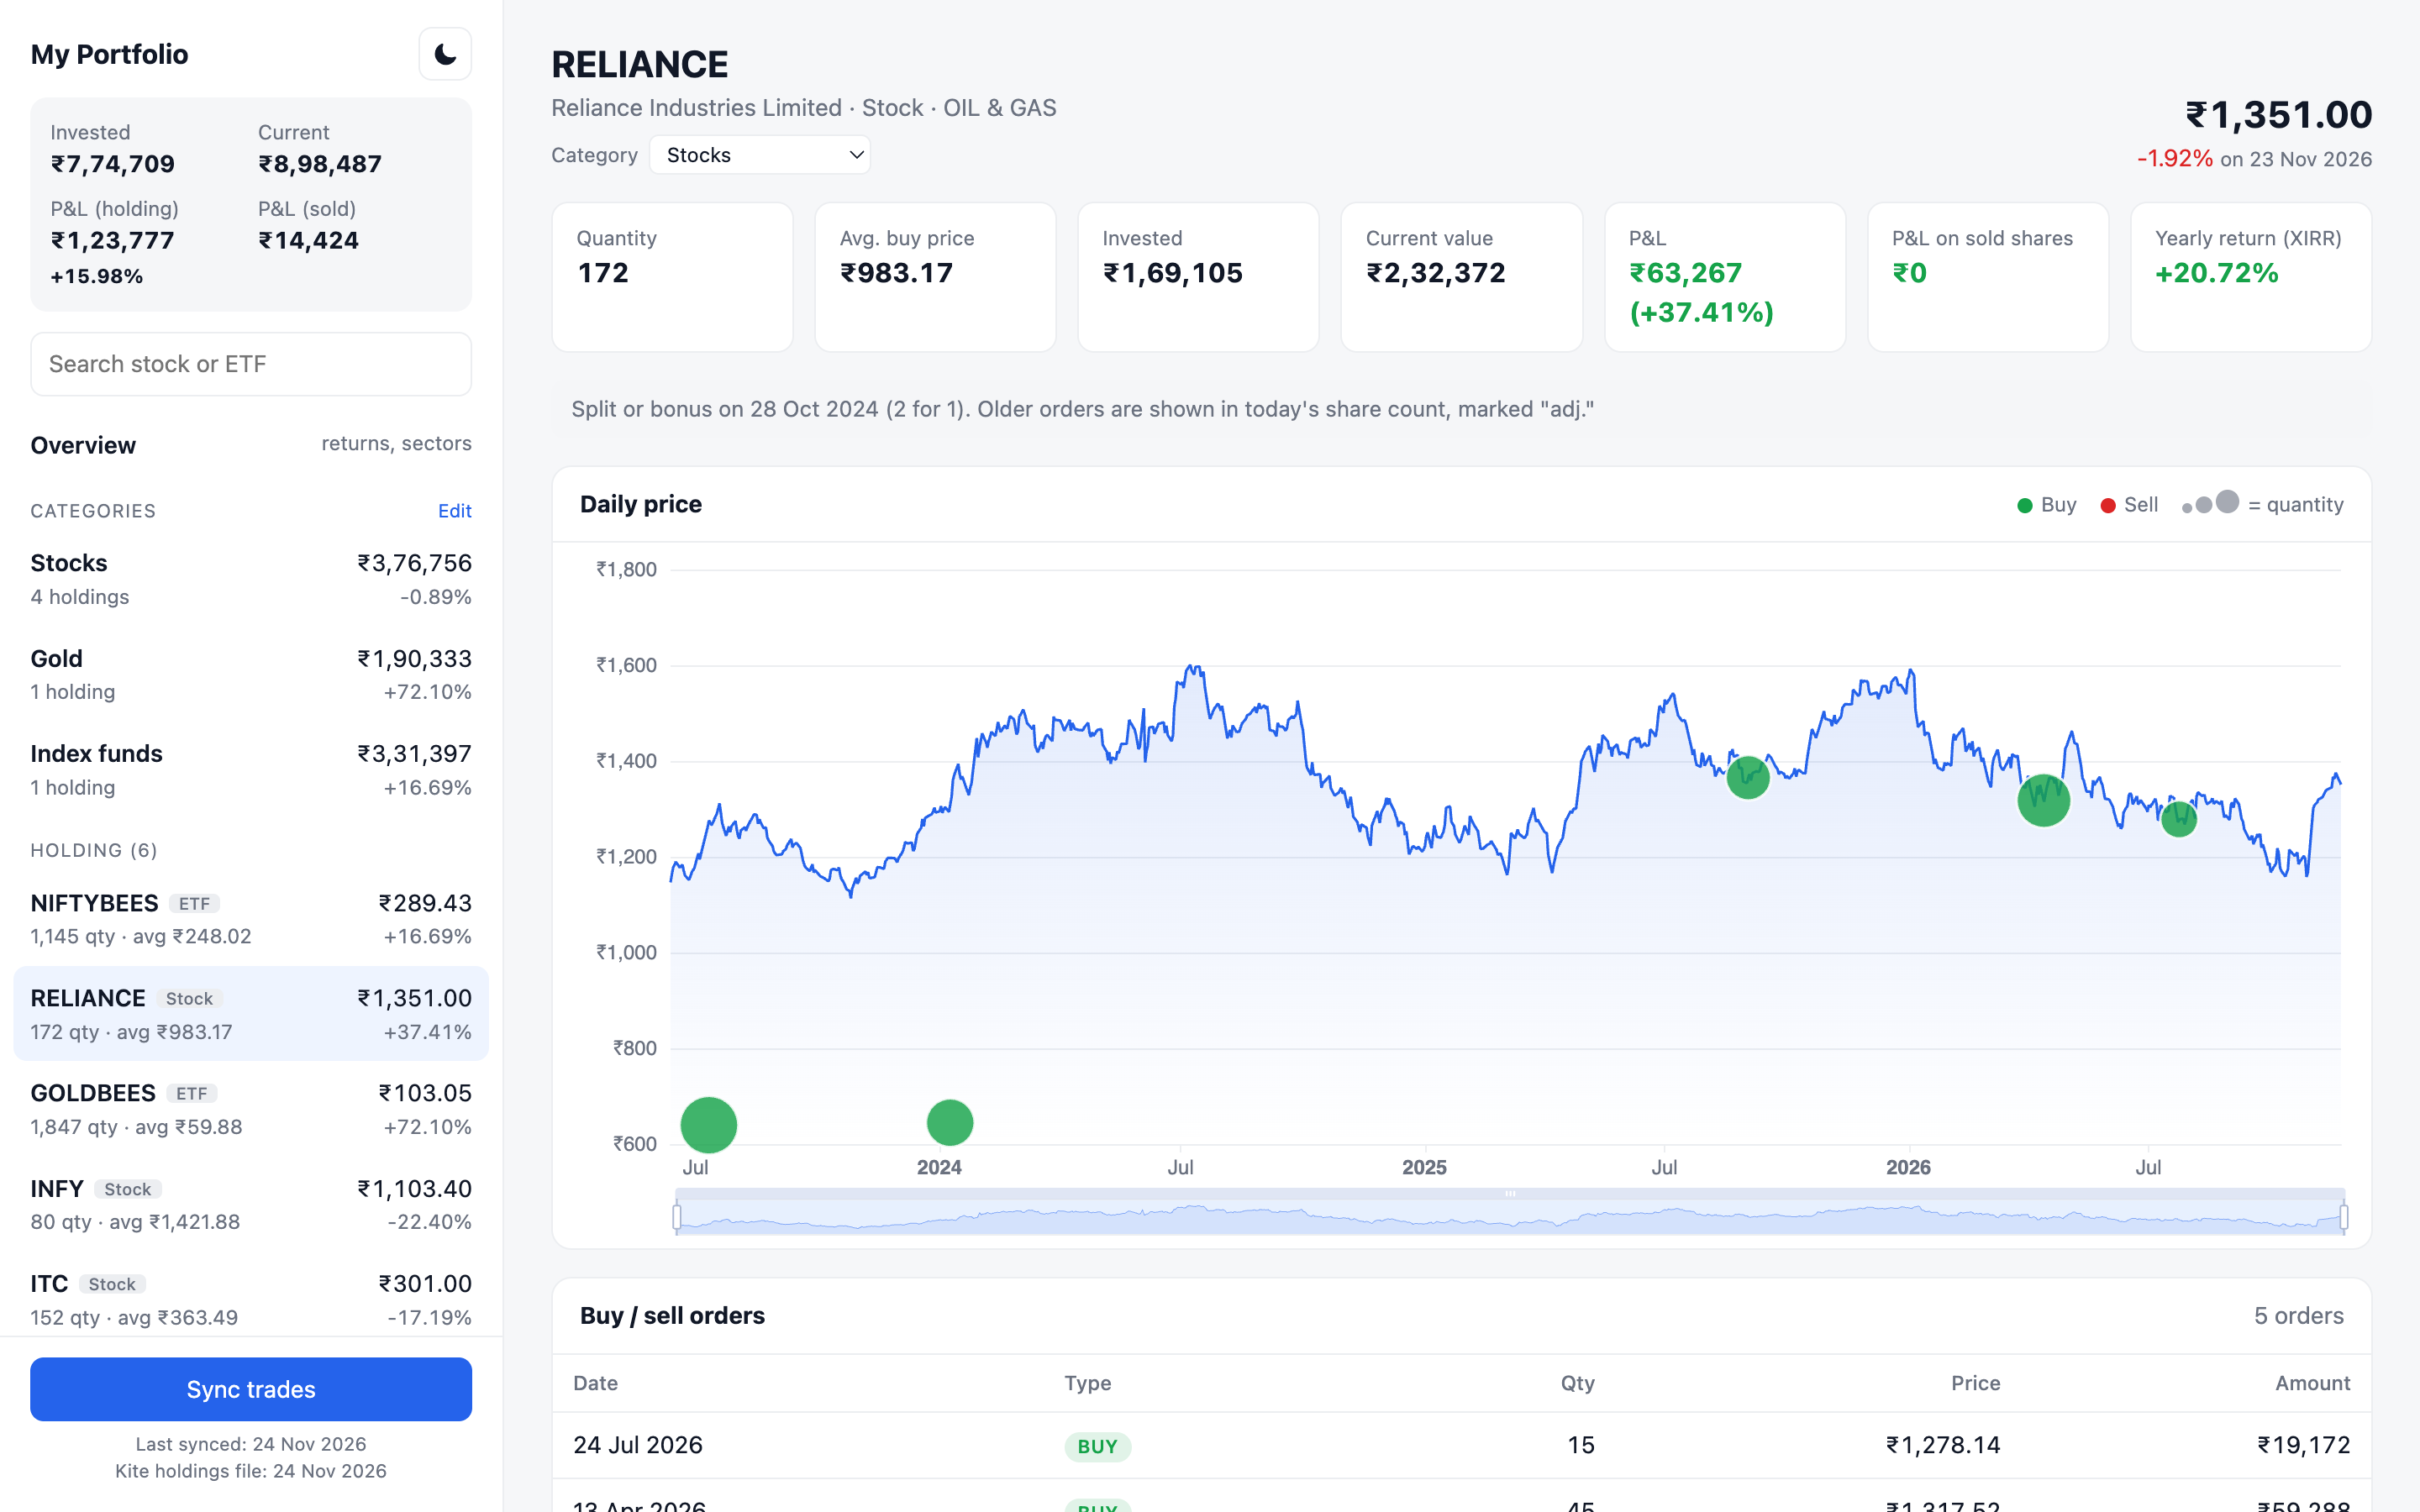 My Portfolio
Invested
₹7,74,709
Current
₹8,98,487
P&L (holding)
₹1,23,777
+15.98%
P&L (sold)
₹14,424
Search stock or ETF
Overview
returns, sectors
CATEGORIES
Edit
Stocks
₹3,76,756
4 holdings
-0.89%
Gold
₹1,90,333
1 holding
+72.10%
Index funds
₹3,31,397
1 holding
+16.69%
HOLDING (6)
NIFTYBEES ETF
₹289.43
1,145 qty · avg ₹248.02
+16.69%
RELIANCE Stock
₹1,351.00
172 qty · avg ₹983.17
+37.41%
GOLDBEES ETF
₹103.05
1,847 qty · avg ₹59.88
+72.10%
INFY Stock
₹1,103.40
80 qty · avg ₹1,421.88
-22.40%
ITC Stock
₹301.00
152 qty · avg ₹363.49
-17.19%
Sync trades
Last synced: 24 Nov 2026
Kite holdings file: 24 Nov 2026
RELIANCE
Reliance Industries Limited · Stock · OIL & GAS
Category Stocks
₹1,351.00
-1.92% on 23 Nov 2026
Quantity
172
Avg. buy price
₹983.17
Invested
₹1,69,105
Current value
₹2,32,372
P&L
₹63,267
(+37.41%)
P&L on sold shares
₹0
Yearly return (XIRR)
+20.72%
Split or bonus on 28 Oct 2024 (2 for 1). Older orders are shown in today's share count, marked "adj."
Daily price
Buy Sell = quantity
₹1,800
₹1,600
₹1,400
₹1,200
₹1,000
₹800
₹600
Jul 2024 Jul 2025 Jul 2026 Jul
Buy / sell orders
5 orders
Date Type Qty Price Amount
24 Jul 2026 BUY 15 ₹1,278.14 ₹19,172
13 Apr 2026 BUY 45 ₹1,317.52 ₹59,288